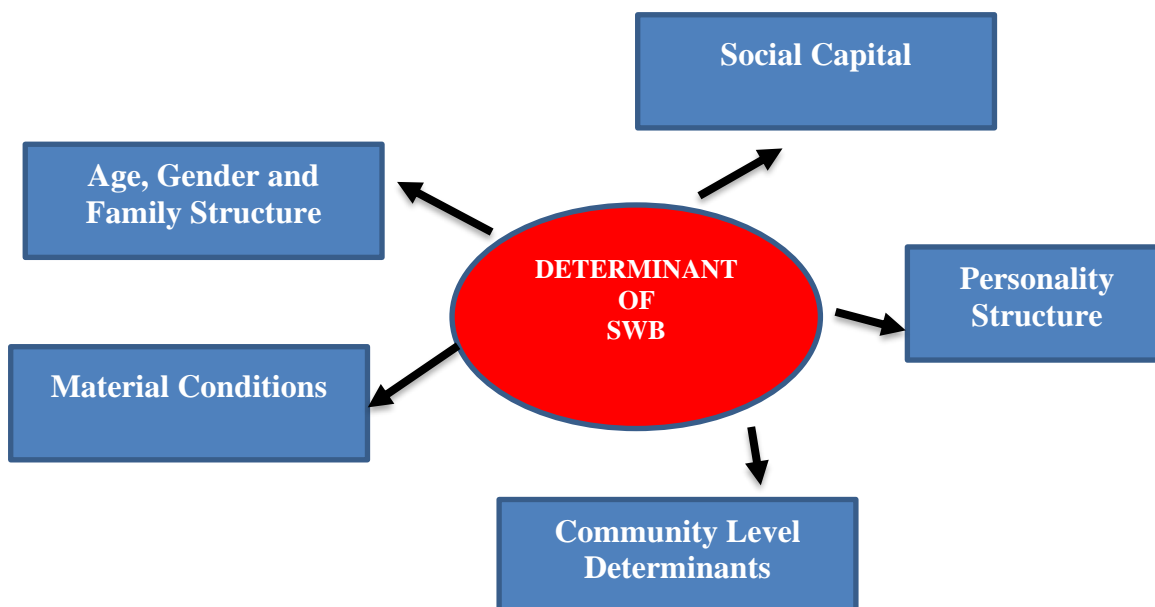 Social Capital
Age, Gender and
Family Structure
DETERMINANT
OF
SWB
Personality
Structure
Material Conditions
Community Level
Determinants